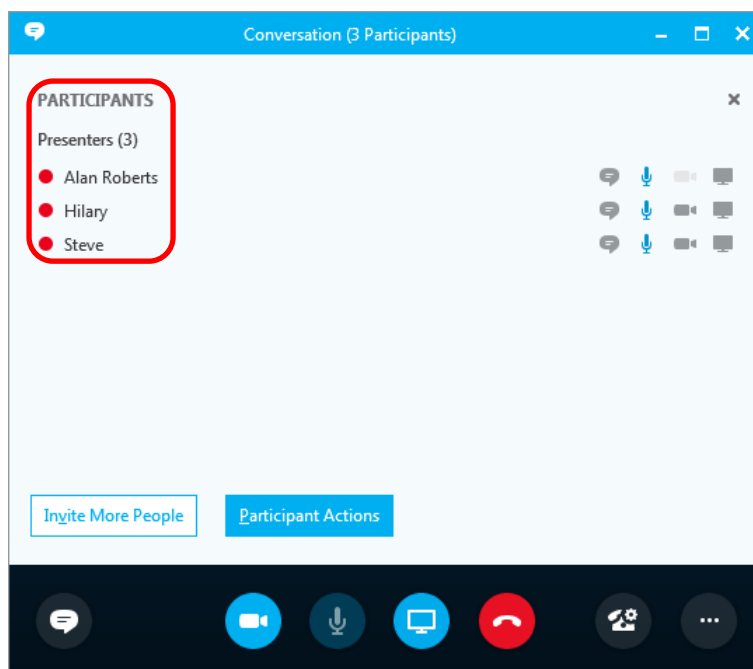 Conversation (3 Participants)
PARTICIPANTS
Presenters (3)
Alan Roberts
Hilary
Steve
Invite More People
Participant Actions